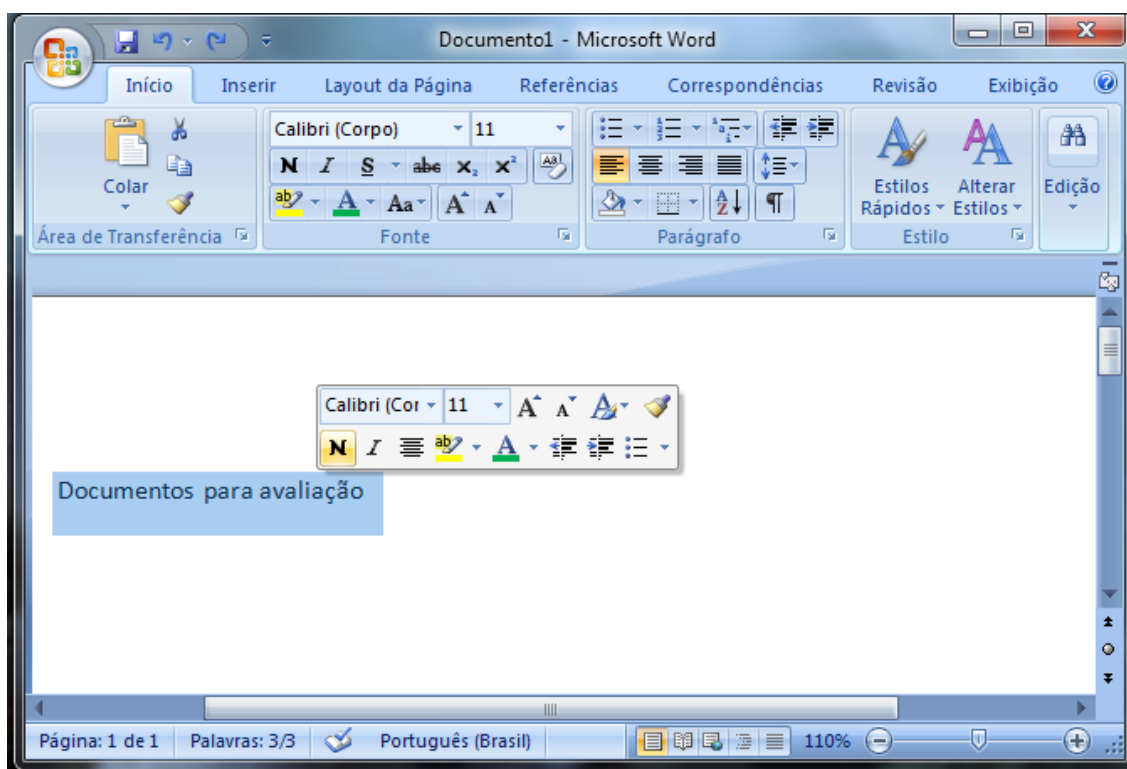 Documento1 - Microsoft Word
Início Inserir Layout da Página Referências Correspondências Revisão Exibição
Colar
Área de Transferência
Calibri (Corpo) 11
N I S abc X₂ X²
ab A Aa A A
Fonte
Parágrafo
Estilos Rápidos
Alterar Estilos
Estilo
Edição
Calibri (Cor 11 A A A
N I ab A
Documentos para avaliação
Página: 1 de 1 Palavras: 3/3 Português (Brasil) 110%